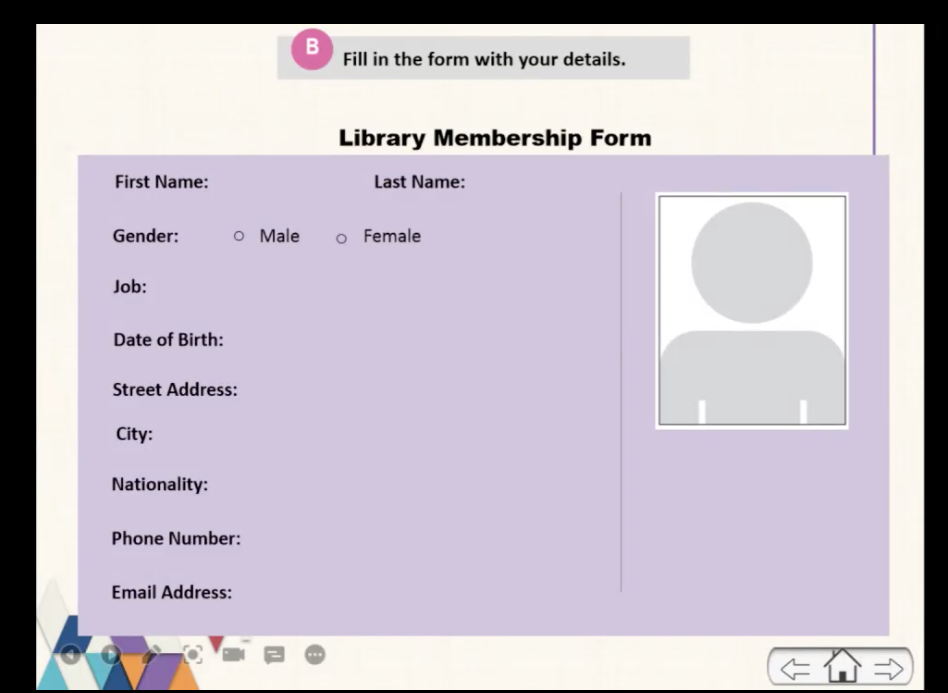 B
Fill in the form with your details.
Library Membership Form
First Name: Last Name:
Gender: ○ Male ○ Female
Job:
Date of Birth:
Street Address:
City:
Nationality:
Phone Number:
Email Address: